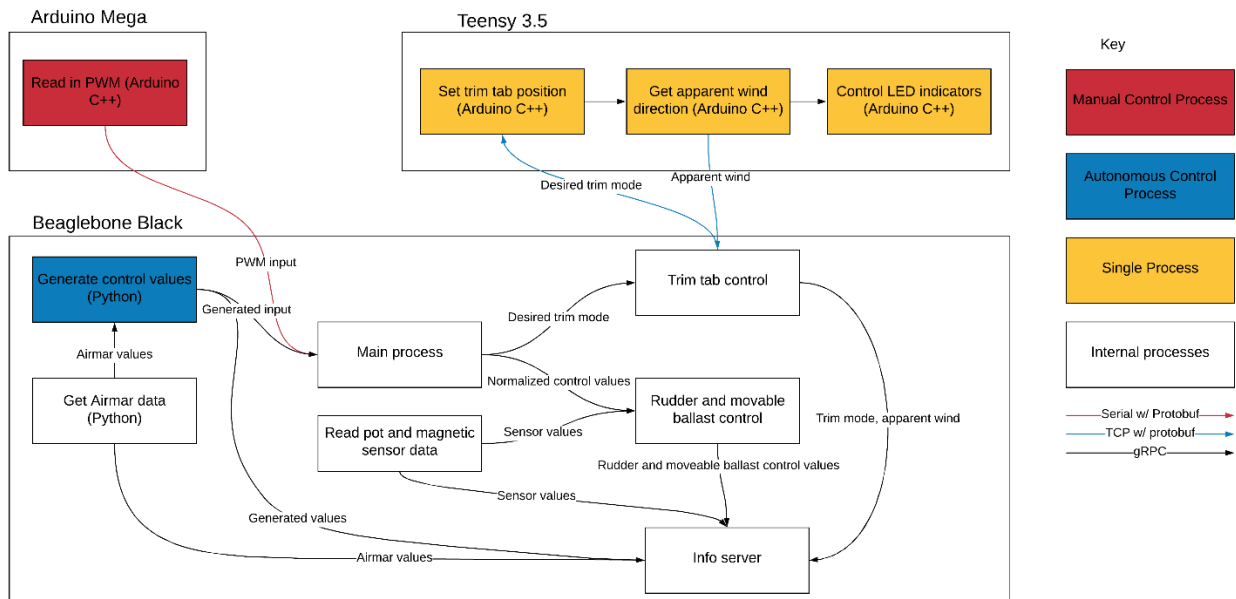 Arduino Mega
Teensy 3.5
Key
Read in PWM (Arduino
C++)
Set trim tab position
(Arduino C++)
Get apparent wind
direction (Arduino C++)
Control LED indicators
(Arduino C++)
Manual Control Process
Desired trim mode
Apparent wind
Autonomous Control
Process
Beaglebone Black
PWM input
Generate control values
(Python)
Generated input
Trim tab control
Single Process
Desired trim mode
Airmar values
Main process
Internal processes
Normalized control values
Get Airmar data
(Python)
Rudder and movable
ballast control
Read pot and magnetic
sensor data
Sensor values
Trim mode, apparent wind
Serial w/ Protobuf
TCP w/ protobuf
gRPC
Rudder and moveable ballast control values
Sensor values
Generated values
Airmar values
Info server